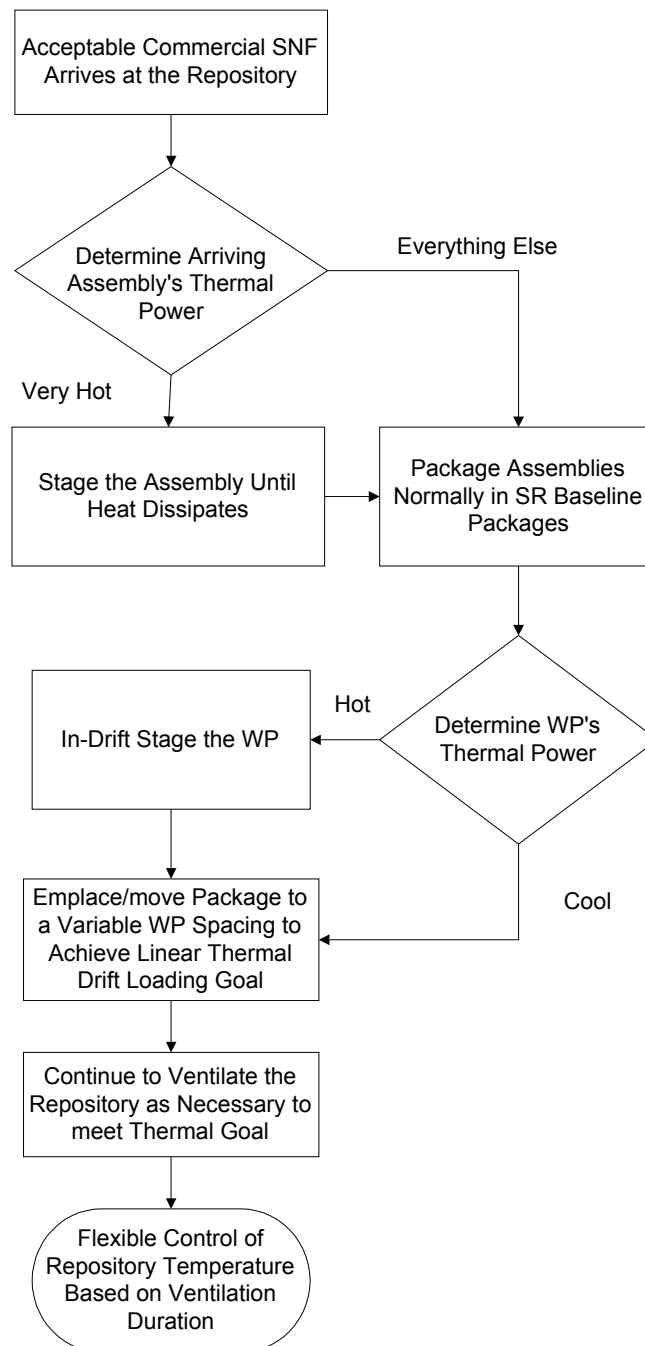 Acceptable Commercial SNF
Arrives at the Repository
Determine Arriving
Assembly's Thermal
Power
Everything Else
Very Hot
Stage the Assembly Until
Heat Dissipates
Package Assemblies
Normally in SR Baseline
Packages
In-Drift Stage the WP
Hot
Determine WP's
Thermal Power
Cool
Emplace/move Package to
a Variable WP Spacing to
Achieve Linear Thermal
Drift Loading Goal
Continue to Ventilate the
Repository as Necessary to
meet Thermal Goal
Flexible Control of
Repository Temperature
Based on Ventilation
Duration